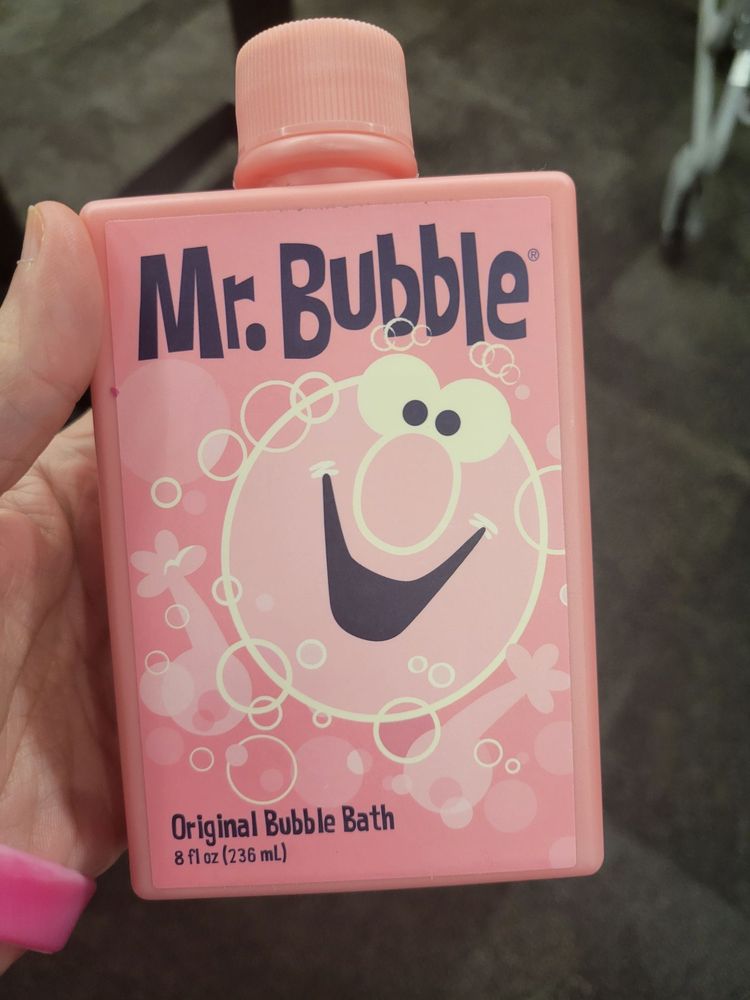 Mr. Bubble®
Original Bubble Bath
8 fl oz (236 mL)